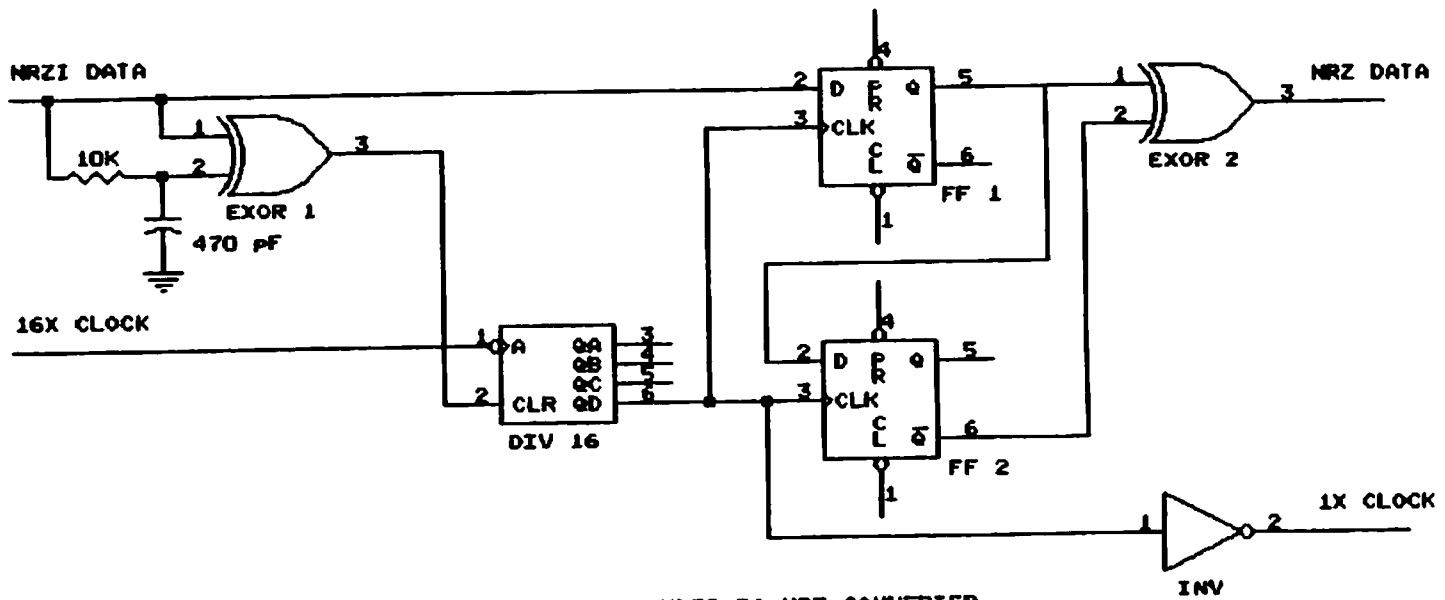 4
NRZI DATA
2
D
P
R
Q
5
1
NRZ DATA
3
1
3
CLK
2
3
10K
2
C
L
Q
6
EXOR 2
EXOR 1
FF 1
470 pF
1
16X CLOCK
4
1
A
QA
3
QB
4
2
D
P
R
Q
5
QC
5
2
CLR
QD
6
3
CLK
DIV 16
C
L
Q
6
FF 2
1
1X CLOCK
1
2
INV